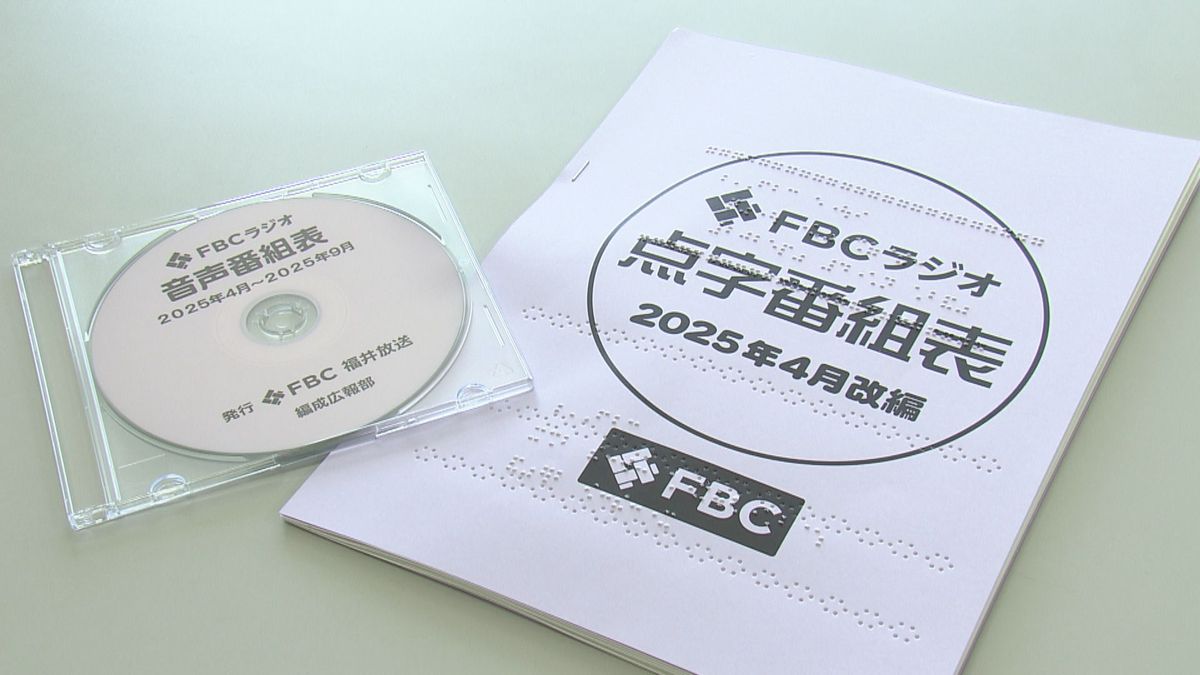 FBCラジオ
音声番組表
2025年4月～2025年9月
発行 FBC 福井放送
編成広報部
FBCラジオ
点字番組表
2025年4月改編
FBC